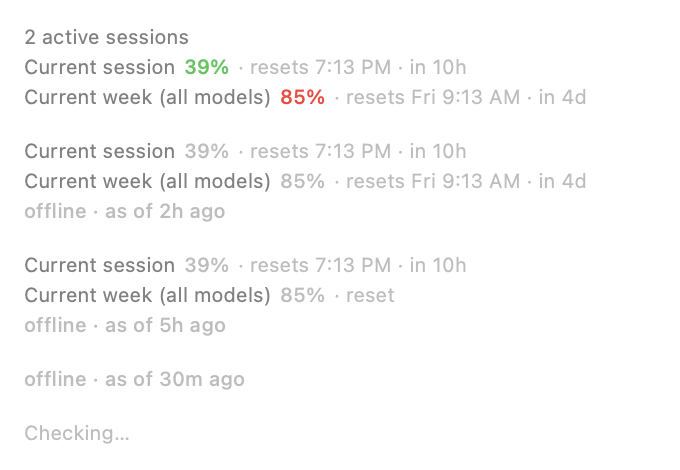 2 active sessions
Current session 39% · resets 7:13 PM · in 10h
Current week (all models) 85% · resets Fri 9:13 AM · in 4d
Current session 39% · resets 7:13 PM · in 10h
Current week (all models) 85% · resets Fri 9:13 AM · in 4d
offline · as of 2h ago
Current session 39% · resets 7:13 PM · in 10h
Current week (all models) 85% · reset
offline · as of 5h ago
offline · as of 30m ago
Checking…